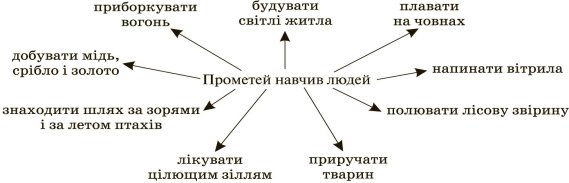 приборкувати
вогонь
будувати
світлі житла
плавати
на човнах
добувати мідь,
срібло і золото
Прометей навчив людей
напинати вітрила
знаходити шлях за зорями
і за летом птахів
полювати лісову звірину
лікувати
цілющим зіллям
приручати
тварин